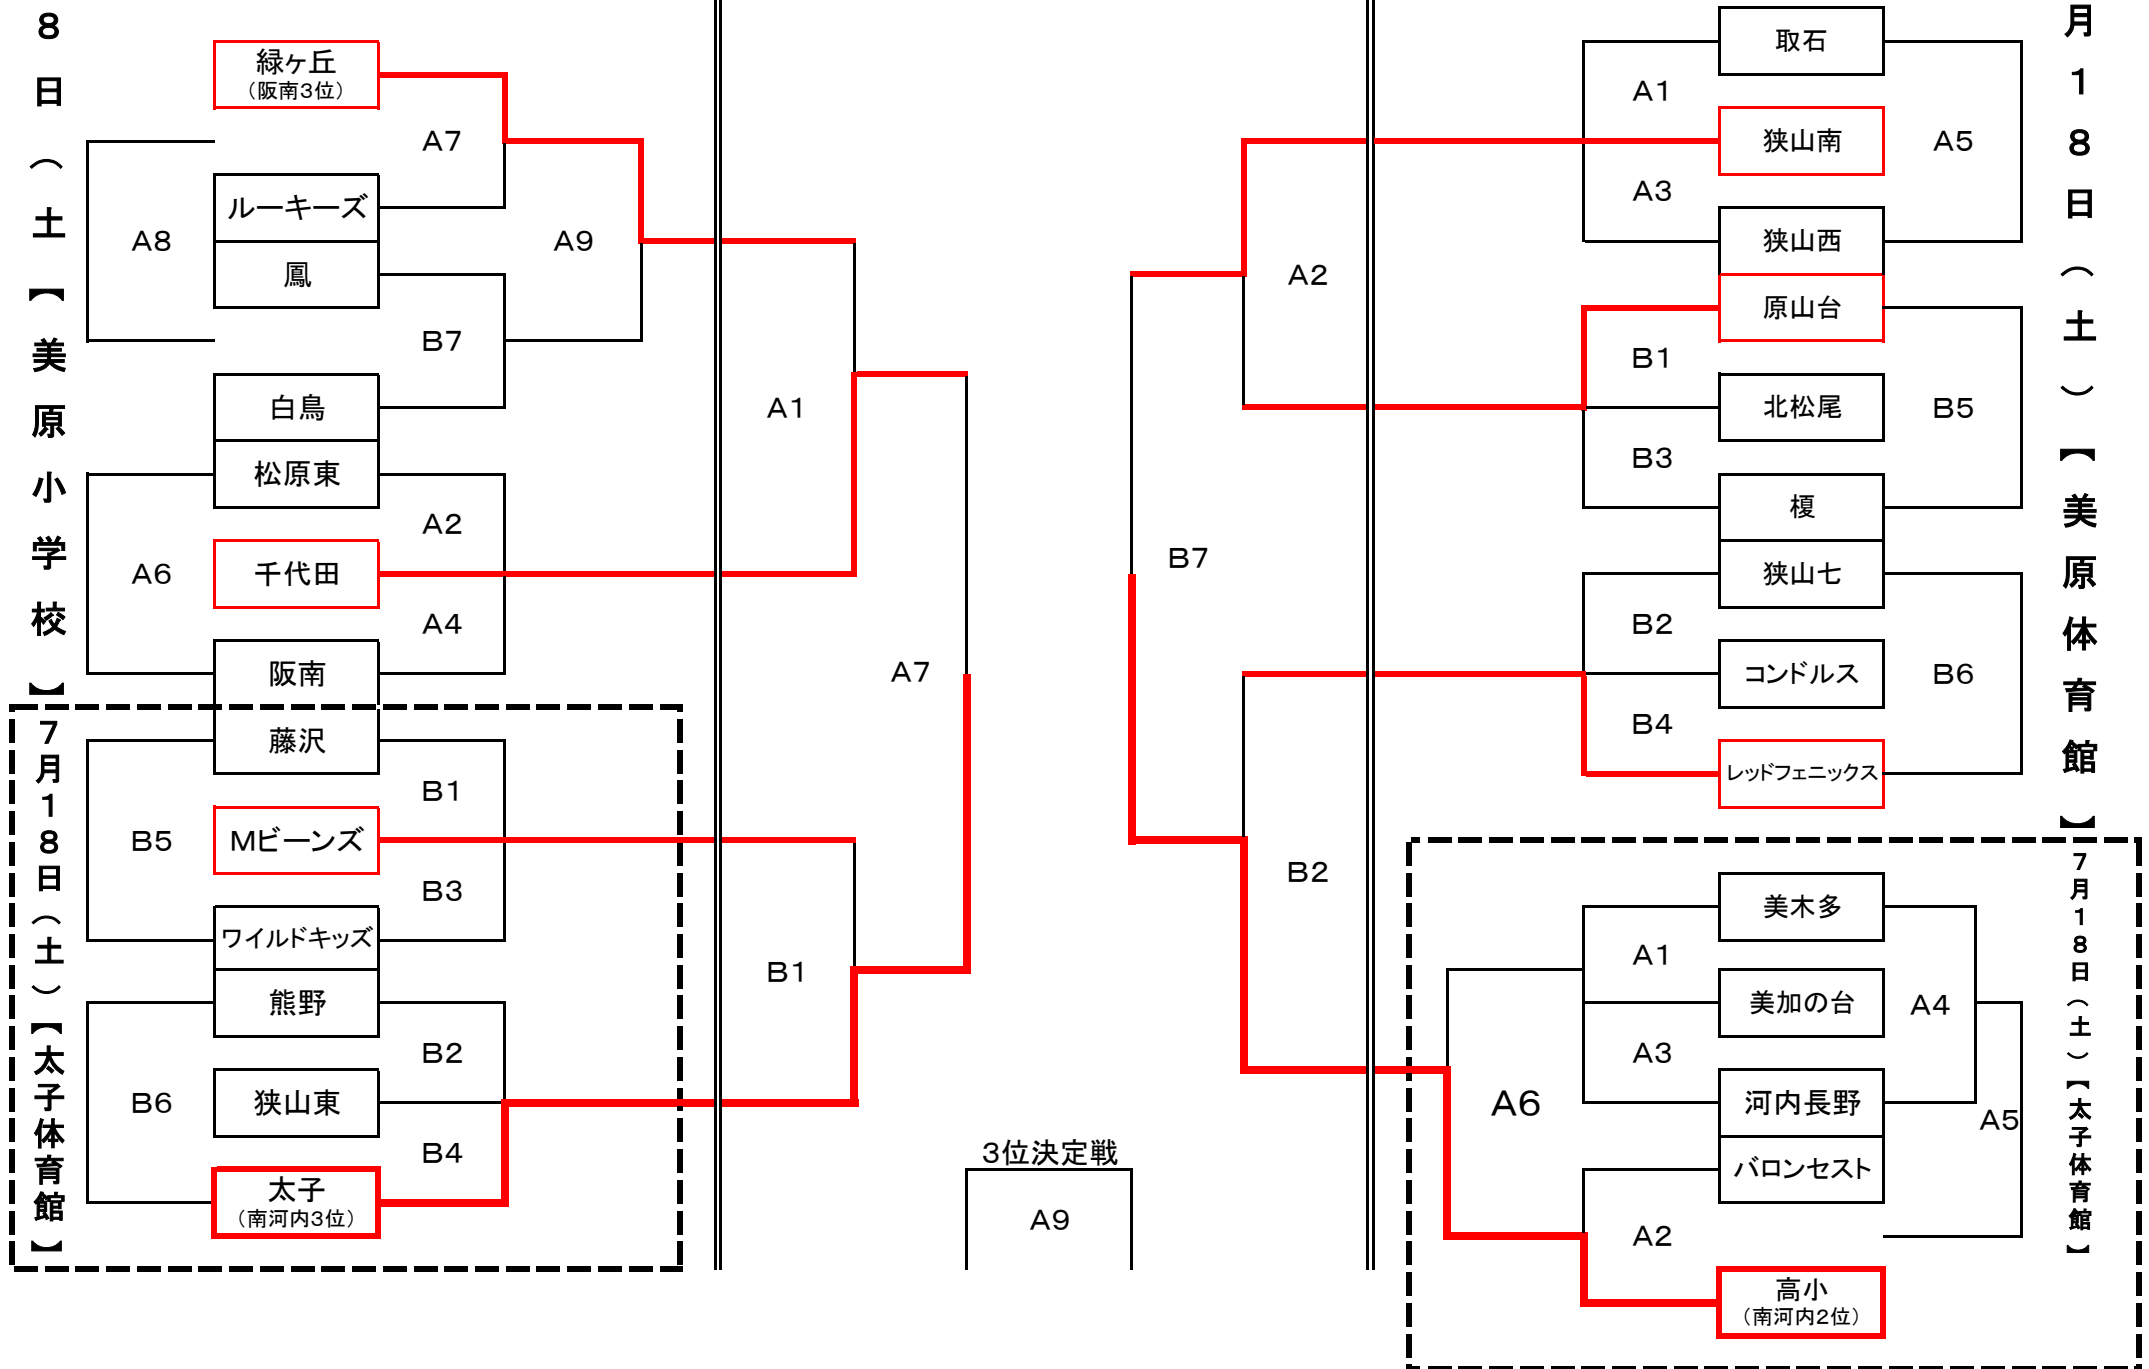 8日(土)【美原小学校】
緑ヶ丘
(阪南3位)
A7
ルーキーズ
A8
A9
鳳
B7
白鳥
松原東
A2
A6
千代田
A4
阪南
7月18日(土)【太子体育館】
藤沢
B1
B5
Mビーンズ
B3
ワイルドキッズ
熊野
B2
B6
狭山東
B4
太子
(南河内3位)
A1
A7
B1
3位決定戦
A9
A2
B7
B2
月18日(土)【美原体育館】
取石
A1
狭山南
A5
A3
狭山西
原山台
B1
北松尾
B5
B3
榎
狭山七
B2
コンドルス
B6
B4
レッドフェニックス
7月18日(土)【太子体育館】
美木多
A1
美加の台
A4
A3
河内長野
A6
A5
バロンセスト
A2
高小
(南河内2位)